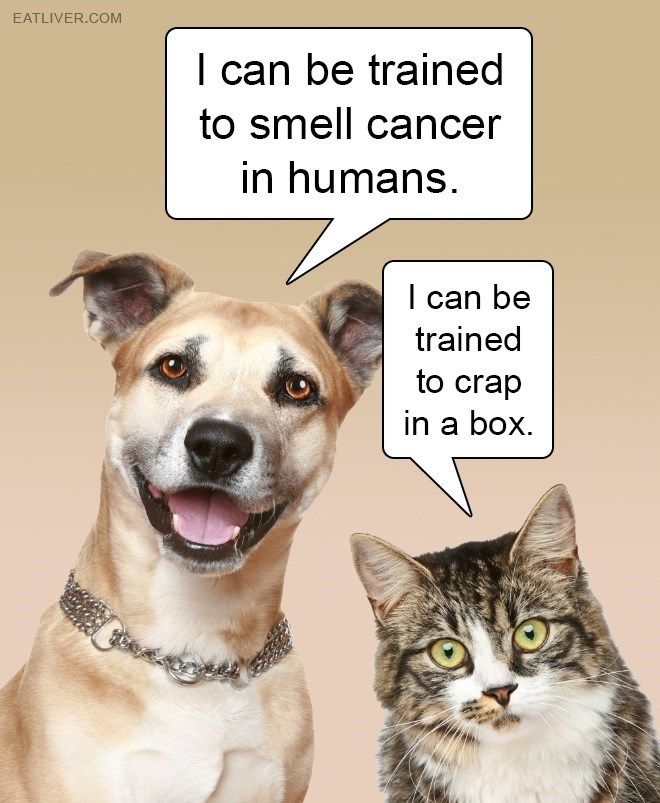 EATLIVER.COM
I can be trained
to smell cancer
in humans.
I can be
trained
to crap
in a box.